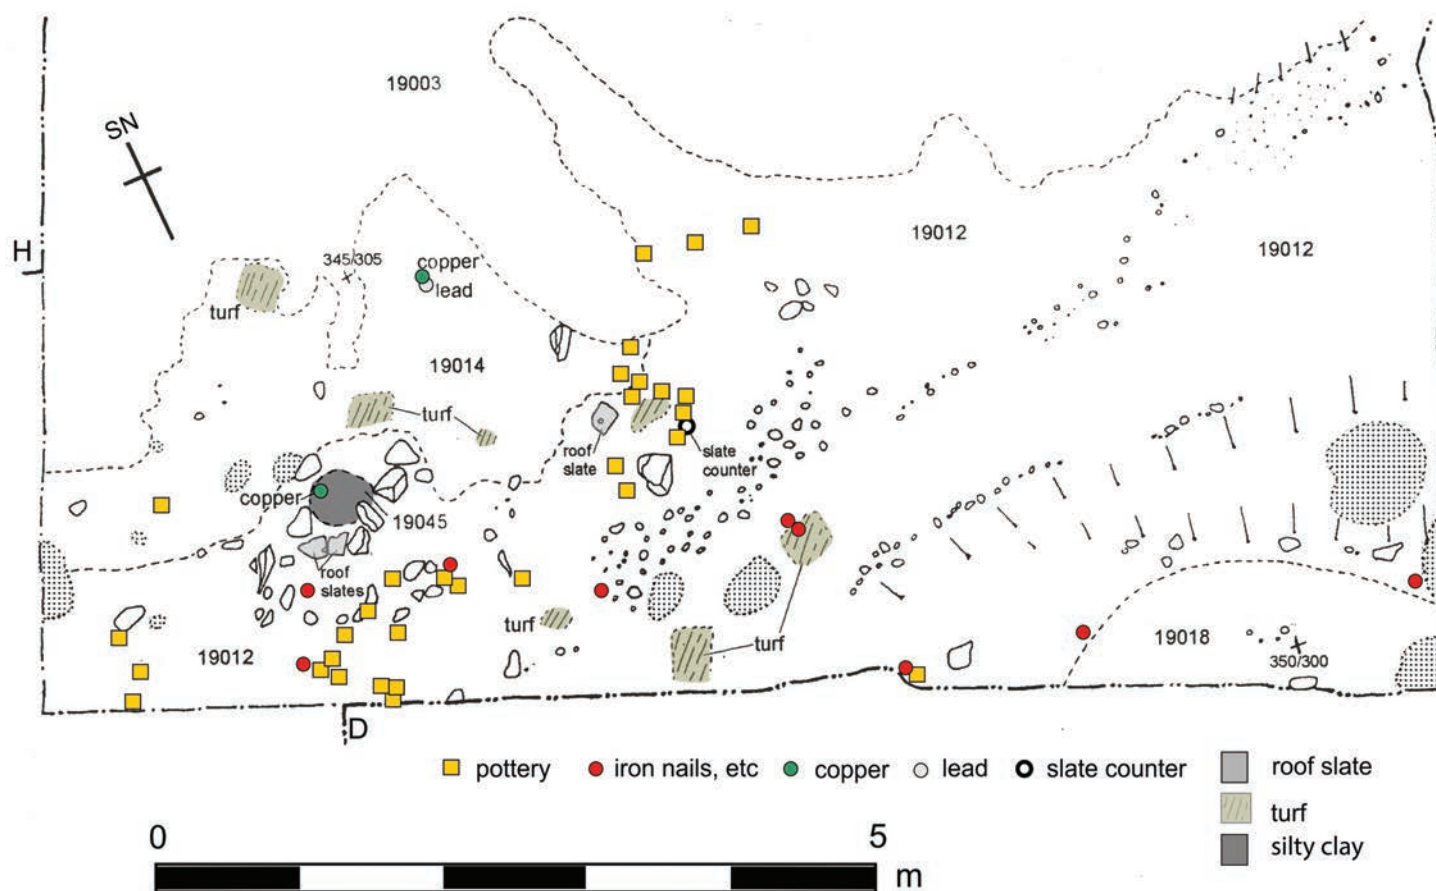 19003
SN
H
345/305
copper
lead
turf
19012
19012
19014
turf
roof
slate
slate
counter
copper
19045
roof
slates
turf
turf
19012
19018
350/300
D
pottery
iron nails, etc
copper
lead
slate counter
roof slate
turf
silty clay
0
5
m